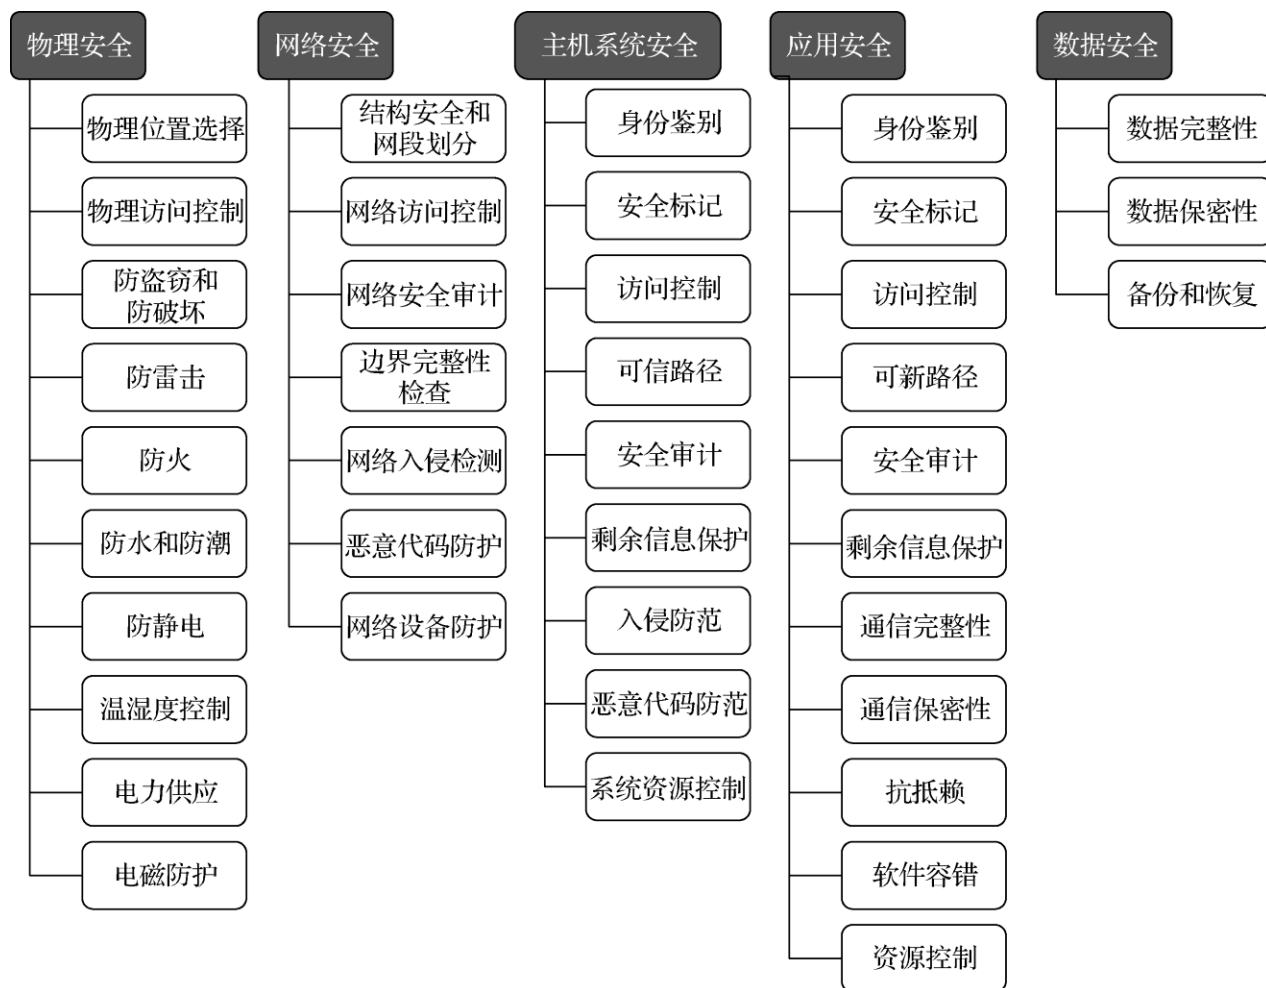 物理安全
物理位置选择
物理访问控制
防盗窃和
防破坏
防雷击
防火
防水和防潮
防静电
温湿度控制
电力供应
电磁防护
网络安全
结构安全和
网段划分
网络访问控制
网络安全审计
边界完整性
检查
网络入侵检测
恶意代码防护
网络设备防护
主机系统安全
身份鉴别
安全标记
访问控制
可信路径
安全审计
剩余信息保护
入侵防范
恶意代码防范
系统资源控制
应用安全
身份鉴别
安全标记
访问控制
可新路径
安全审计
剩余信息保护
通信完整性
通信保密性
抗抵赖
软件容错
资源控制
数据安全
数据完整性
数据保密性
备份和恢复